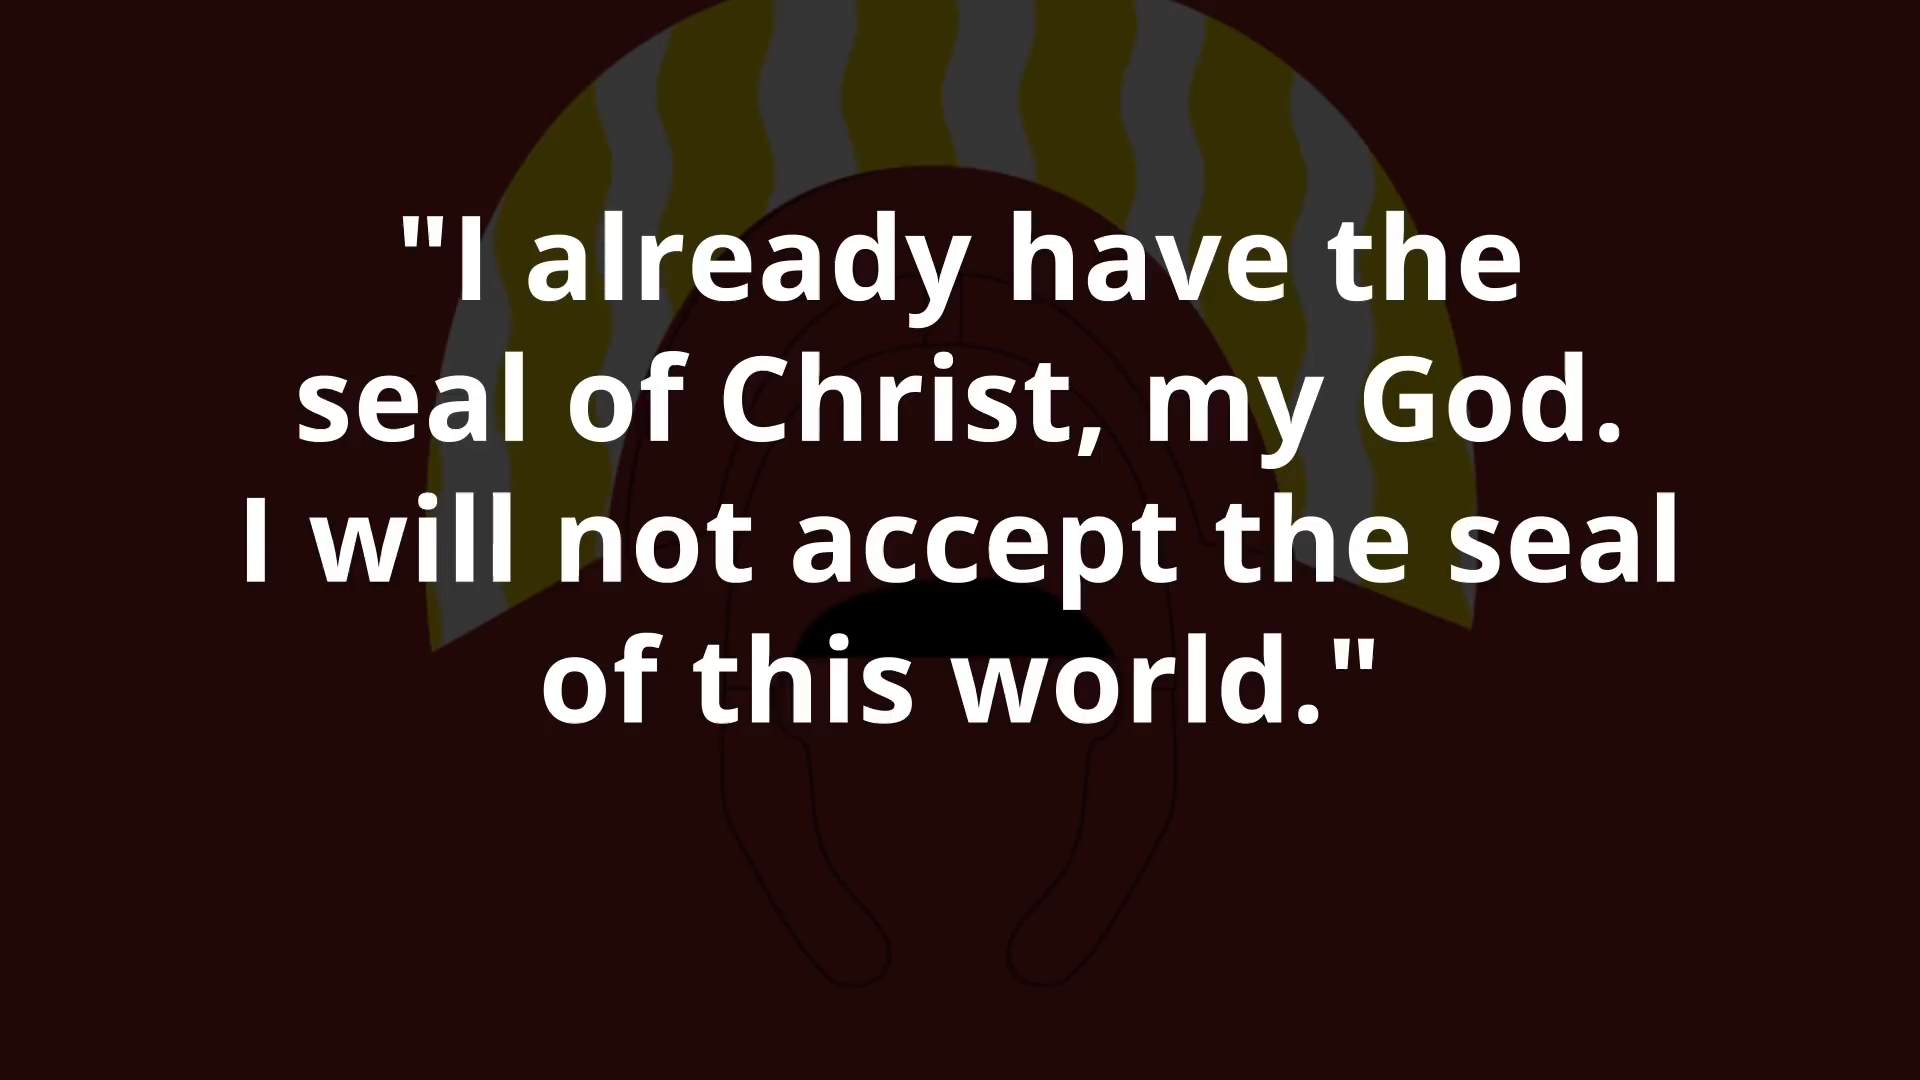 "I already have the
seal of Christ, my God.
I will not accept the seal
of this world."